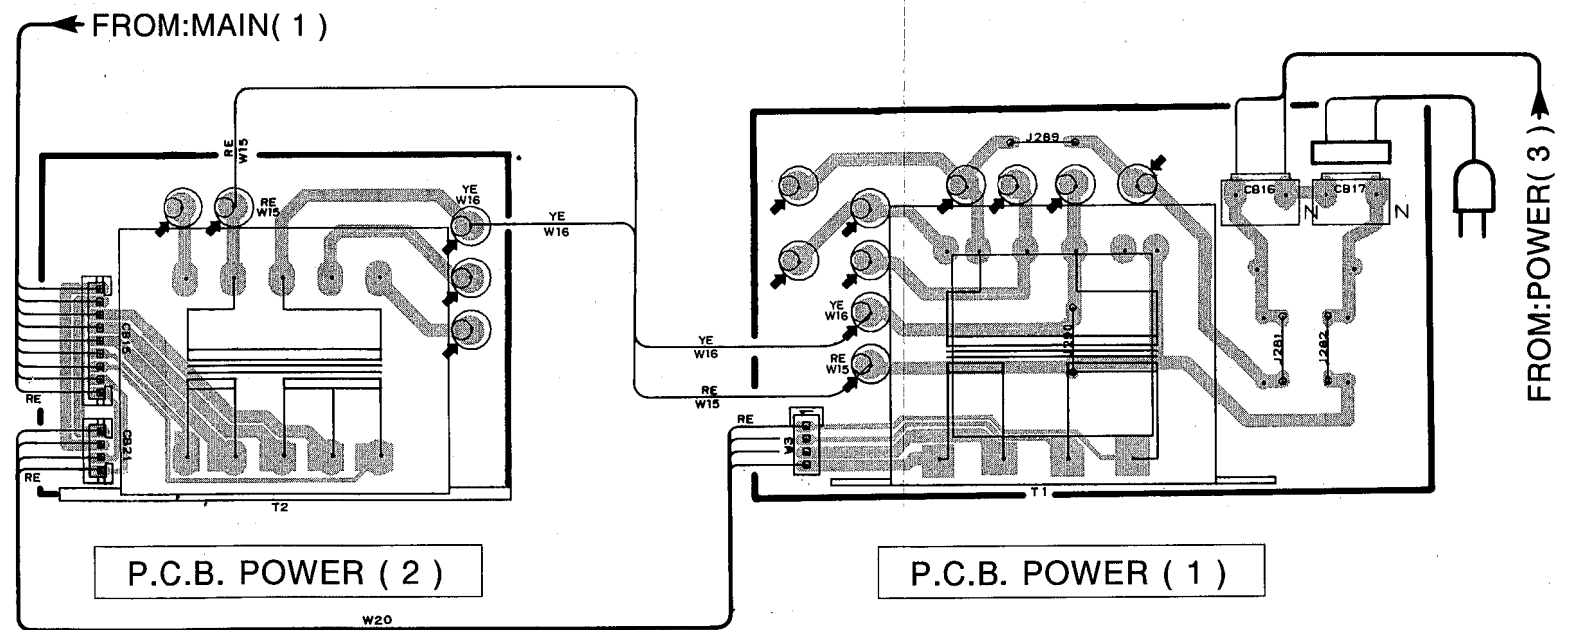 FROM:MAIN( 1 )
RE
W15
RE
W15
YE
W16
YE
W16
CB15
RE
CB21
RE
T2
P.C.B. POWER ( 2 )
W20
YE
W16
RE
W15
RE
J289
YE
W16
RE
W15
J290
W3
T1
CB16
N
CB17
N
J281
J282
FROM:POWER( 3 )
P.C.B. POWER ( 1 )